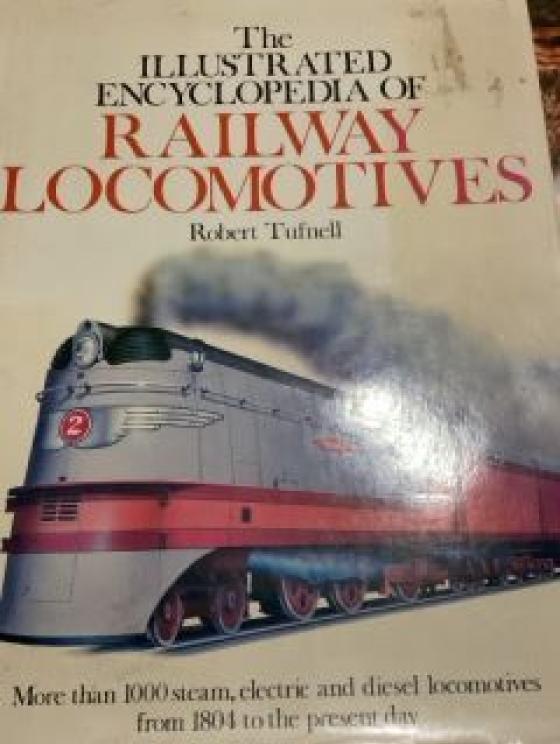 The
ILLUSTRATED
ENCYCLOPEDIA OF
RAILWAY
LOCOMOTIVES
Robert Tufnell
2
More than 1000 steam, electric and diesel locomotives
from 1804 to the present day